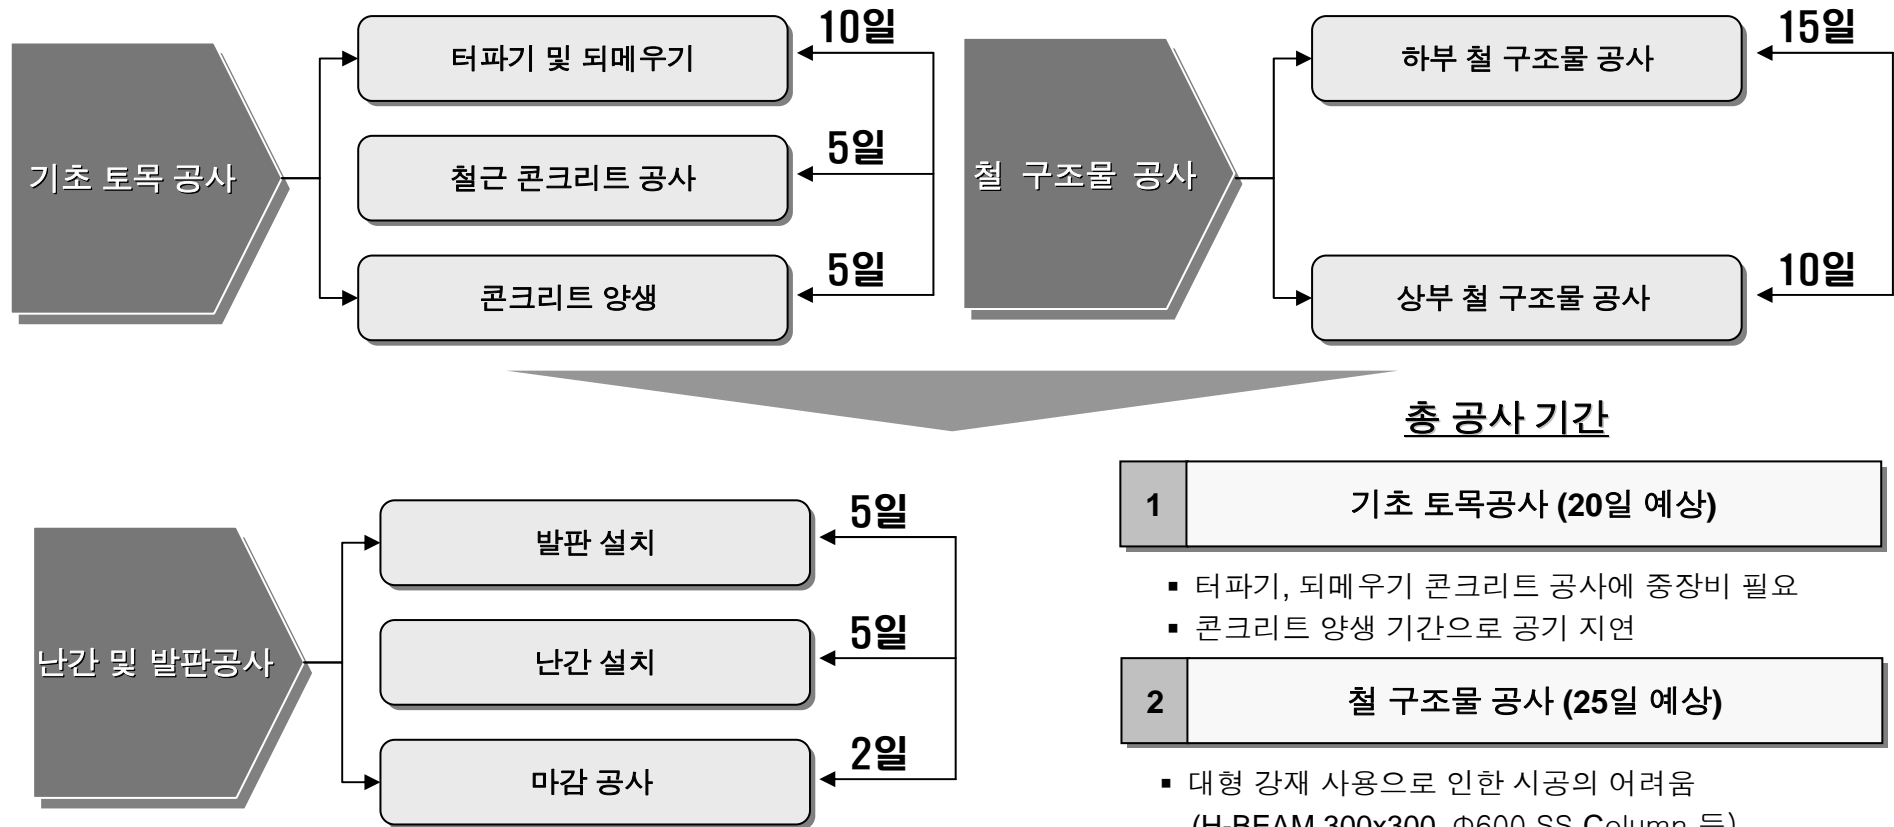 기초 토목 공사
터파기 및 되메우기
10일
철근 콘크리트 공사
5일
콘크리트 양생
5일
철 구조물 공사
하부 철 구조물 공사
15일
상부 철 구조물 공사
10일
난간 및 발판공사
발판 설치
5일
난간 설치
5일
마감 공사
2일
총 공사 기간
1 기초 토목공사 (20일 예상)
▪ 터파기, 되메우기 콘크리트 공사에 중장비 필요
▪ 콘크리트 양생 기간으로 공기 지연
2 철 구조물 공사 (25일 예상)
▪ 대형 강재 사용으로 인한 시공의 어려움
(H-BEAM 300x300, Φ600 SS Column 등)